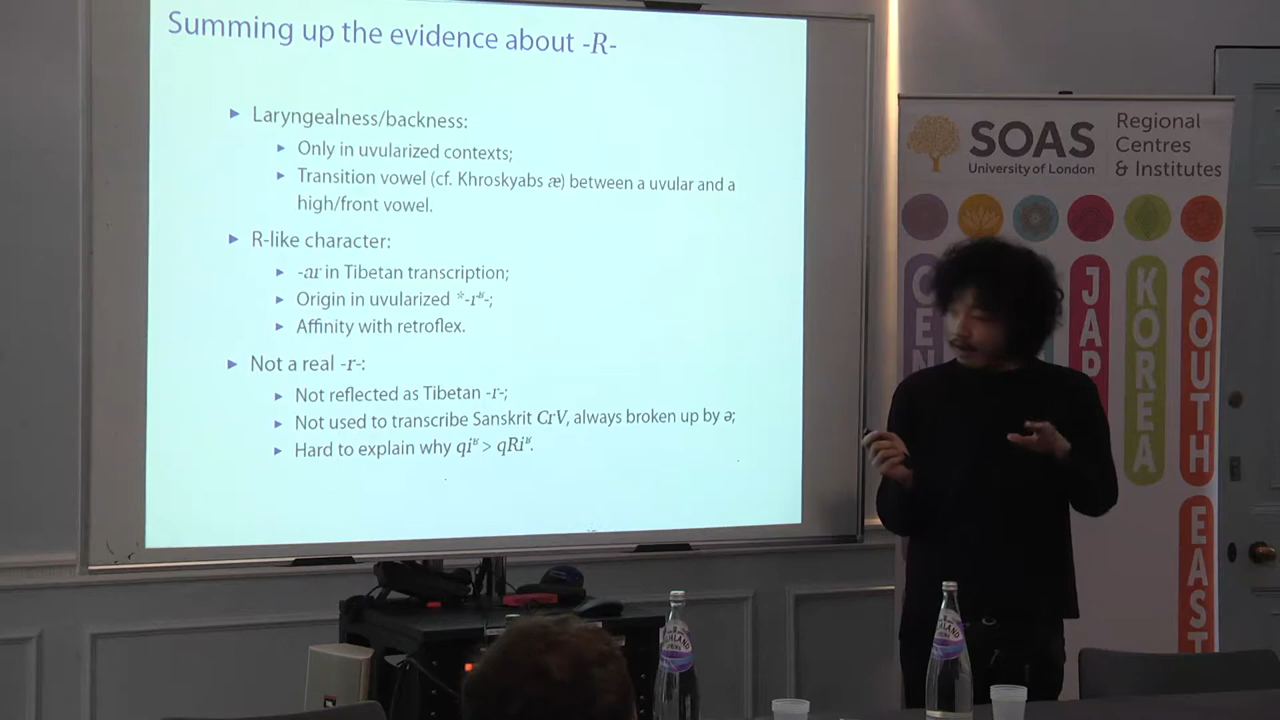 Summing up the evidence about -R-
▸ Laryngealness/backness:
▸ Only in uvularized contexts;
▸ Transition vowel (cf. Khroskyabs æ) between a uvular and a
high/front vowel.
▸ R-like character:
▸ -ar in Tibetan transcription;
▸ Origin in uvularized *-rʶ-;
▸ Affinity with retroflex.
▸ Not a real -r-:
▸ Not reflected as Tibetan -r-;
▸ Not used to transcribe Sanskrit CrV, always broken up by ə;
▸ Hard to explain why qiʶ > qRiʶ.
SOAS
University of London
Regional
Centres
& Institutes
CEN
JAP
KOREA
SOUTH
EAST